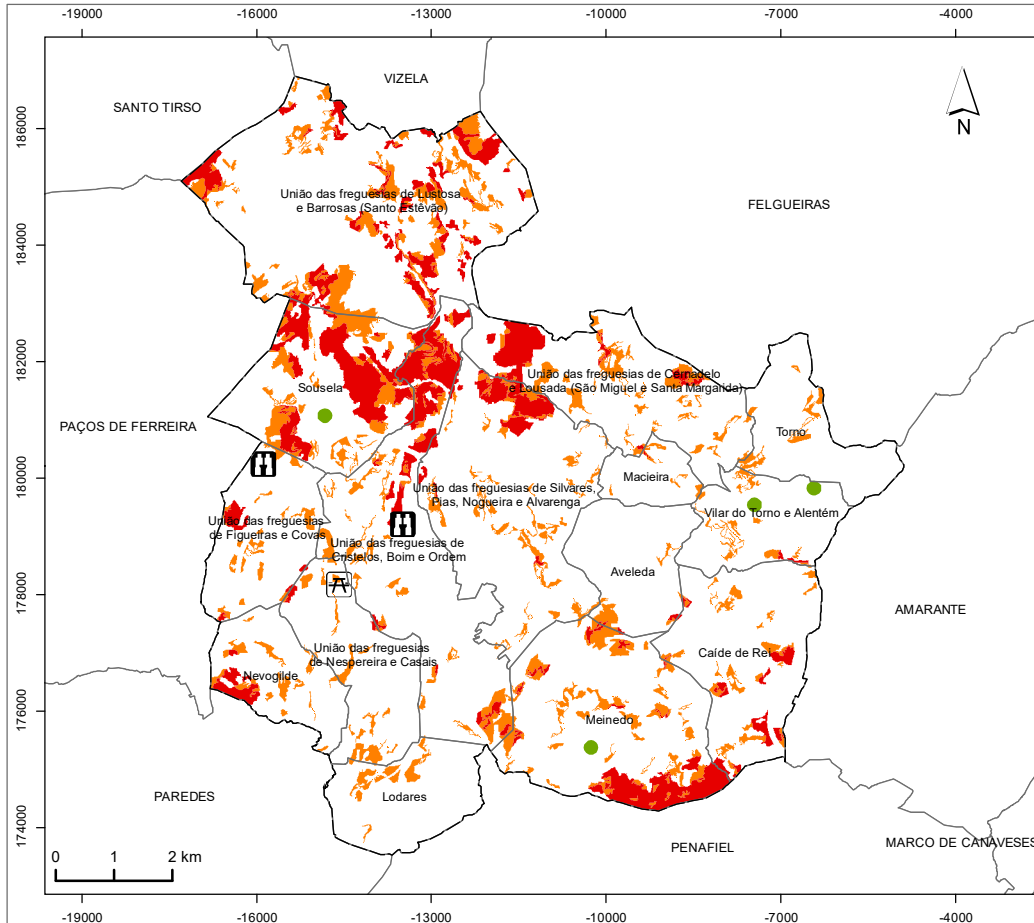 -19000 -16000 -13000 -10000 -7000 -4000
VIZELA
SANTO TIRSO
186000
N
União das freguesias de Lustosa
e Barrosas (Santo Estêvão)
FELGUEIRAS
184000
182000
União das freguesias de Cernadelo
e Lousada (São Miguel e Santa Margarida)
Sousela
PAÇOS DE FERREIRA
Torno
180000
Macieira
União das freguesias de Silvares,
Pias, Nogueira e Alvarenga
Vilar do Torno e Alentém
União das freguesias
de Figueiras e Covas
União das freguesias de
Cristelos, Boim e Ordem
Aveleda
178000
AMARANTE
União das freguesias
de Nespereira e Casais
Caíde de Rei
Nevogilde
176000
Meinedo
PAREDES
Lodares
174000
PENAFIEL
MARCO DE CANAVESES
0 1 2 km
-19000 -16000 -13000 -10000 -7000 -4000